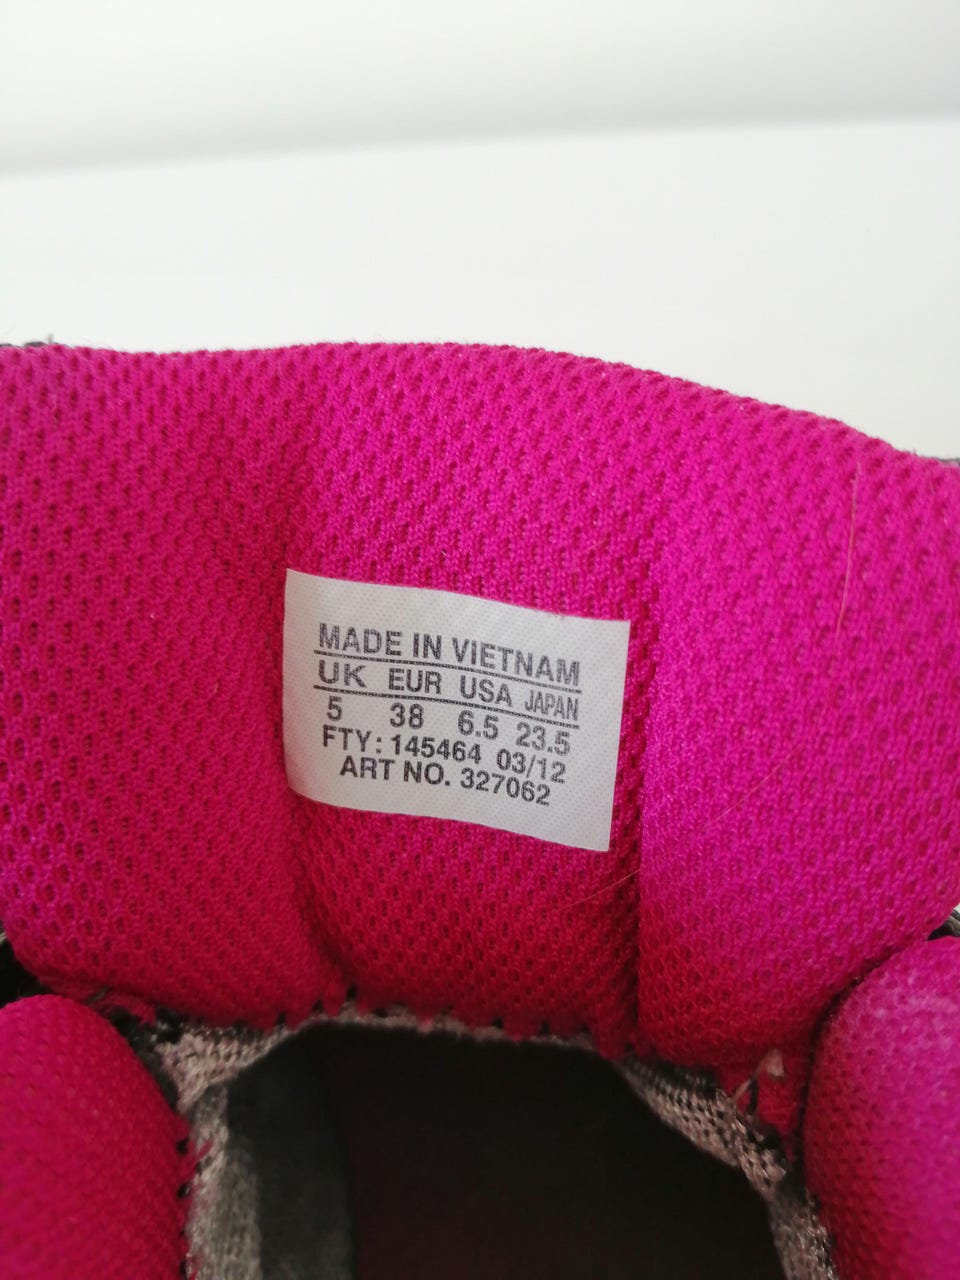 MADE IN VIETNAM
UK EUR USA JAPAN
5 38 6.5 23.5
FTY: 145464 03/12
ART NO. 327062